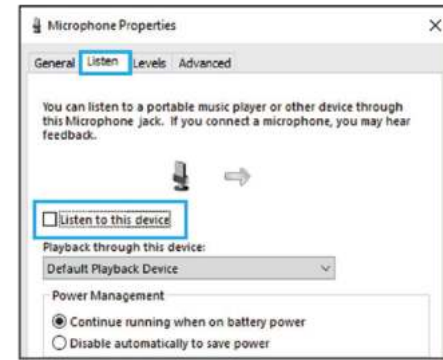 Microphone Properties
General Listen Levels Advanced
You can listen to a portable music player or other device through
this Microphone jack. If you connect a microphone, you may hear
feedback.
Listen to this device
Playback through this device:
Default Playback Device
Power Management
Continue running when on battery power
Disable automatically to save power